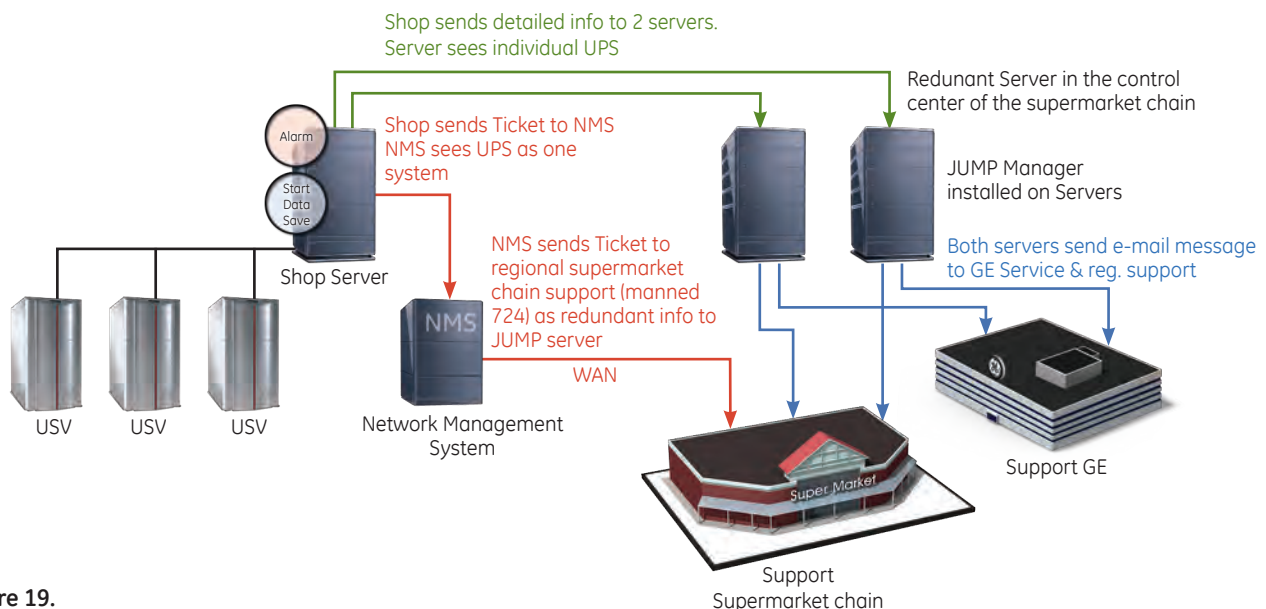 Shop sends detailed info to 2 servers.
Server sees individual UPS
Redunant Server in the control
center of the supermarket chain
Alarm
Shop sends Ticket to NMS
NMS sees UPS as one
system
Start
Data
Save
JUMP Manager
installed on Servers
Shop Server
NMS sends Ticket to
regional supermarket
chain support (manned
724) as redundant info to
JUMP server
Both servers send e-mail message
to GE Service & reg. support
NMS
WAN
USV
USV
USV
Network Management
System
Super Market
Support GE
Support
Supermarket chain
re 19.